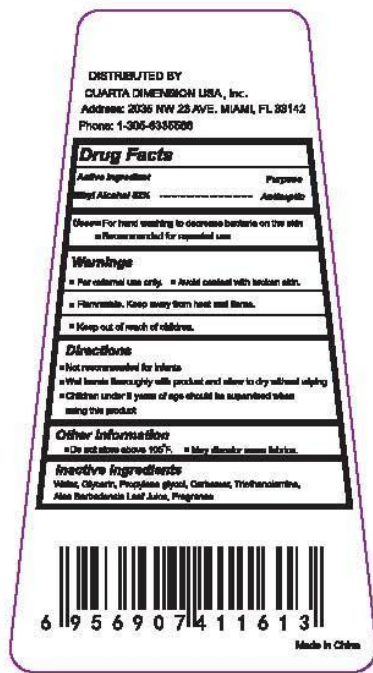 DISTRIBUTED BY
CUARTA DIMENSION USA, Inc.
Address: 2035 NW 23 AVE. MIAMI, FL 33142
Phone: 1-305-6335566
Drug Facts
Active Ingredient Purpose
Ethyl Alcohol 62% Antiseptic
Uses ▪ For hand washing to decrease bacteria on the skin
▪ Recommended for repeated use
Warnings
▪ For external use only. ▪ Avoid contact with broken skin.
▪ Flammable. Keep away from heat and flame.
▪ Keep out of reach of children.
Directions
▪ Not recommended for infants
▪ Wet hands thoroughly with product and allow to dry without wiping
▪ Children under 6 years of age should be supervised when
using this product
Other Information
▪ Do not store above 105°F. ▪ May discolor some fabrics.
Inactive Ingredients
Water, Glycerin, Propylene glycol, Carbomer, Triethanolamine,
Aloe Barbadensis Leaf Juice, Fragrance
6 956907 411613
Made in China